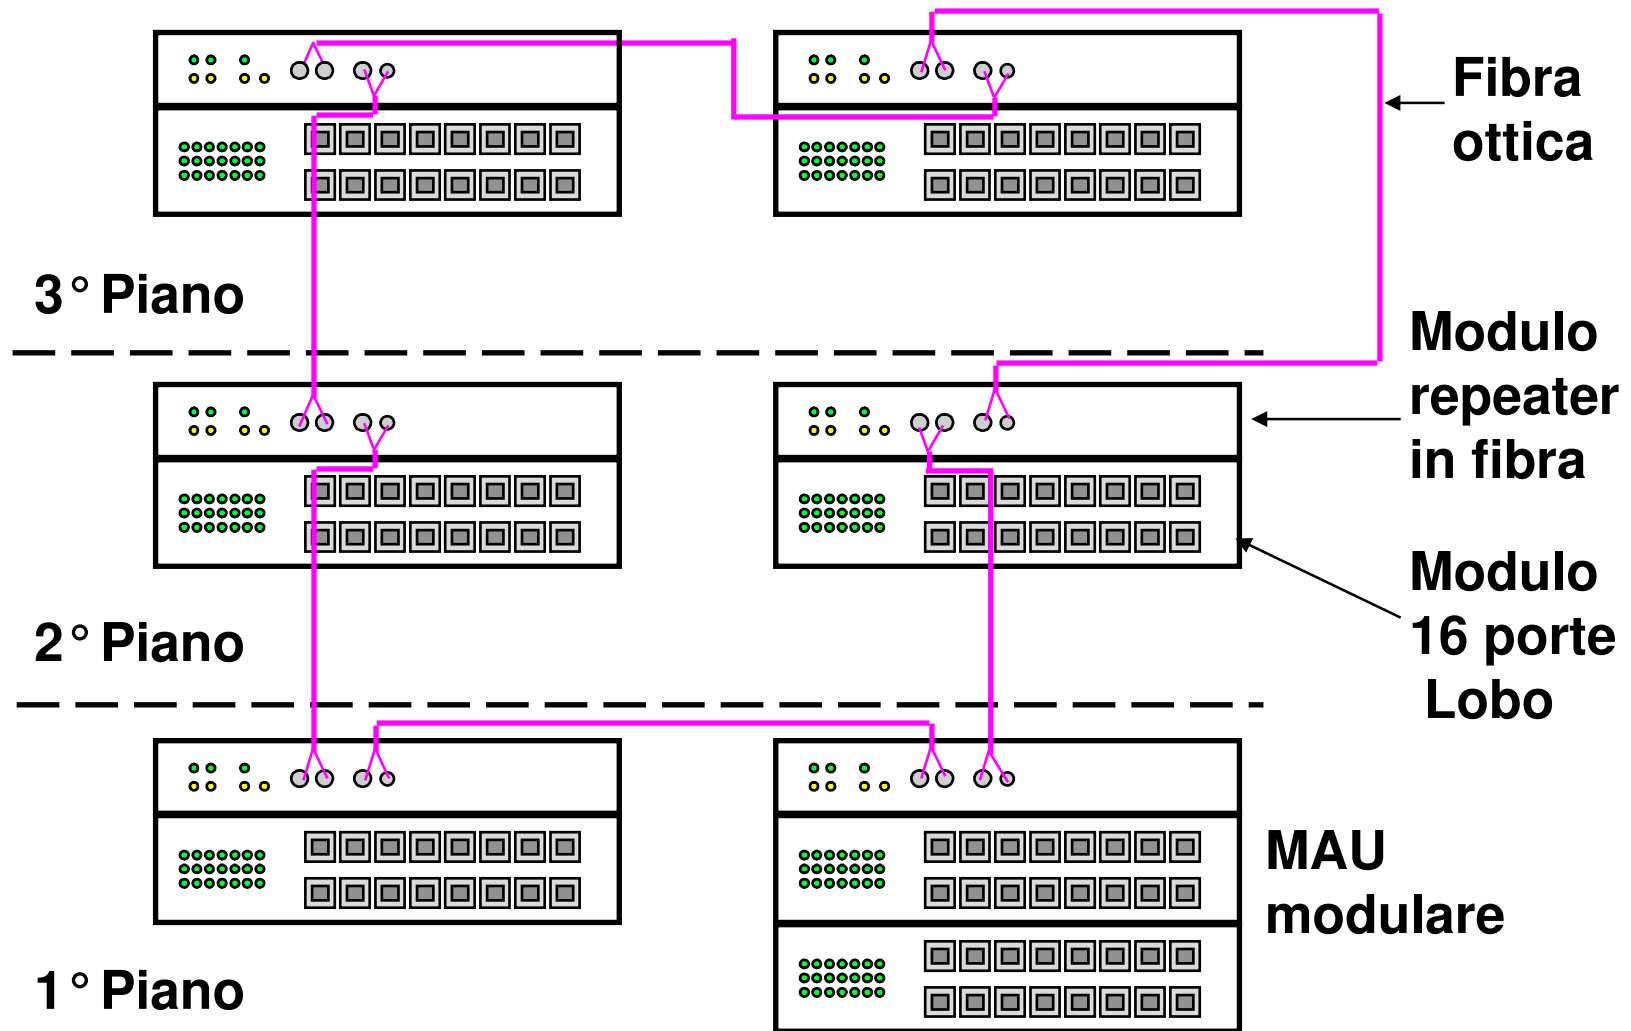 Fibra
ottica
3° Piano
Modulo
repeater
in fibra
2° Piano
Modulo
16 porte
Lobo
MAU
modulare
1° Piano